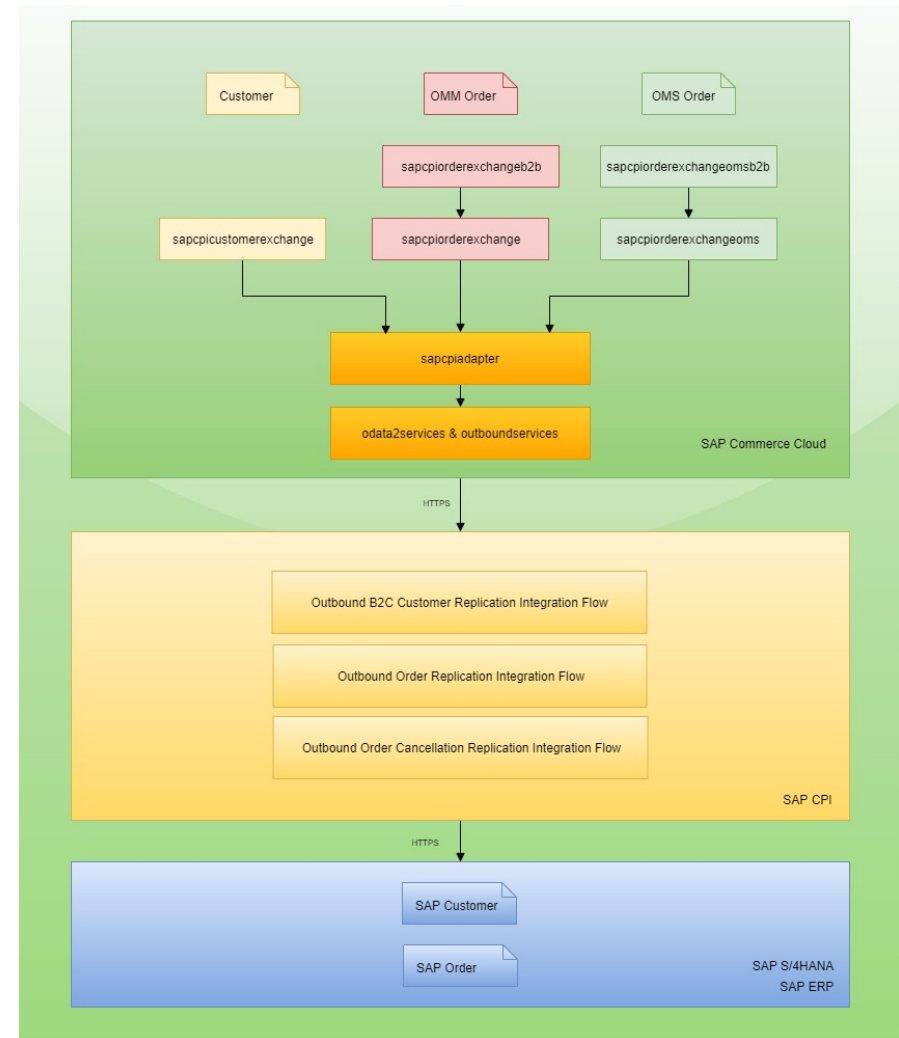 Customer
OMM Order
OMS Order
sapcpiorderexchangeb2b
sapcpiorderexchangeomsb2b
sapcpicustomerexchange
sapcpiorderexchange
sapcpiorderexchangeoms
sapcpiadapter
odata2services & outboundservices
SAP Commerce Cloud
HTTPS
Outbound B2C Customer Replication Integration Flow
Outbound Order Replication Integration Flow
Outbound Order Cancellation Replication Integration Flow
SAP CPI
HTTPS
SAP Customer
SAP Order
SAP S/4HANA
SAP ERP